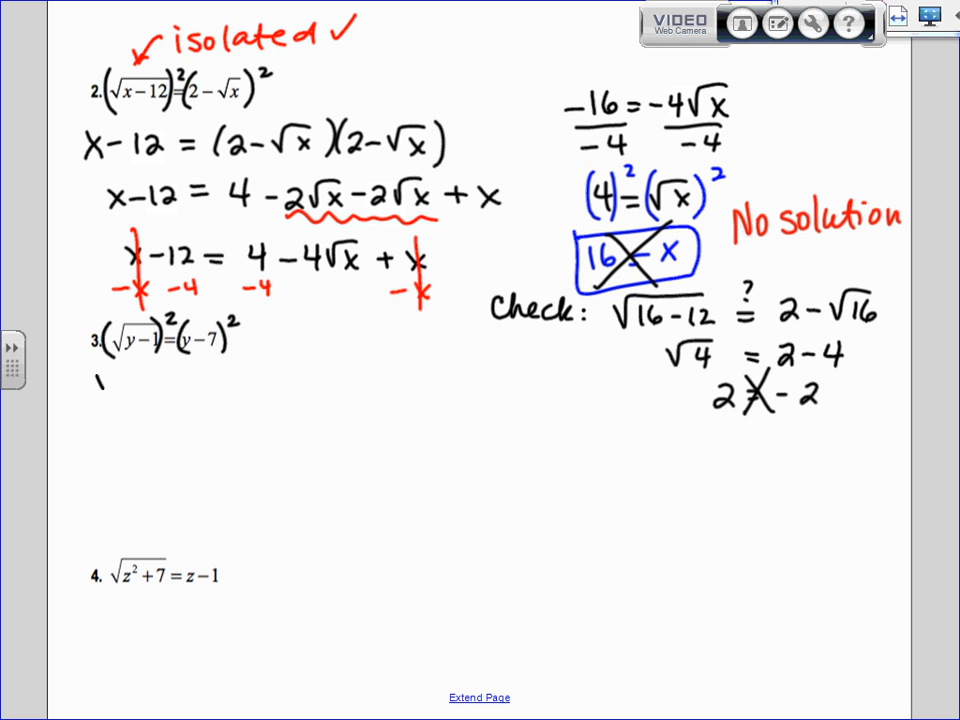 VIDEO
Web Camera
isolated ✓
2. (√(x − 12))² = (2 − √x)²
x − 12 = (2 − √x)(2 − √x)
x − 12 = 4 − 2√x − 2√x + x
x − 12 = 4 − 4√x + x
−x −4 −4 −x
−16 = −4√x
−4 −4
(4)² = (√x)²
16 = x
No solution
Check: √(16 − 12) ≟ 2 − √16
√4 = 2 − 4
2 ≠ −2
3. (√(y − 1))² = (y − 7)²
4. √(z² + 7) = z − 1
Extend Page